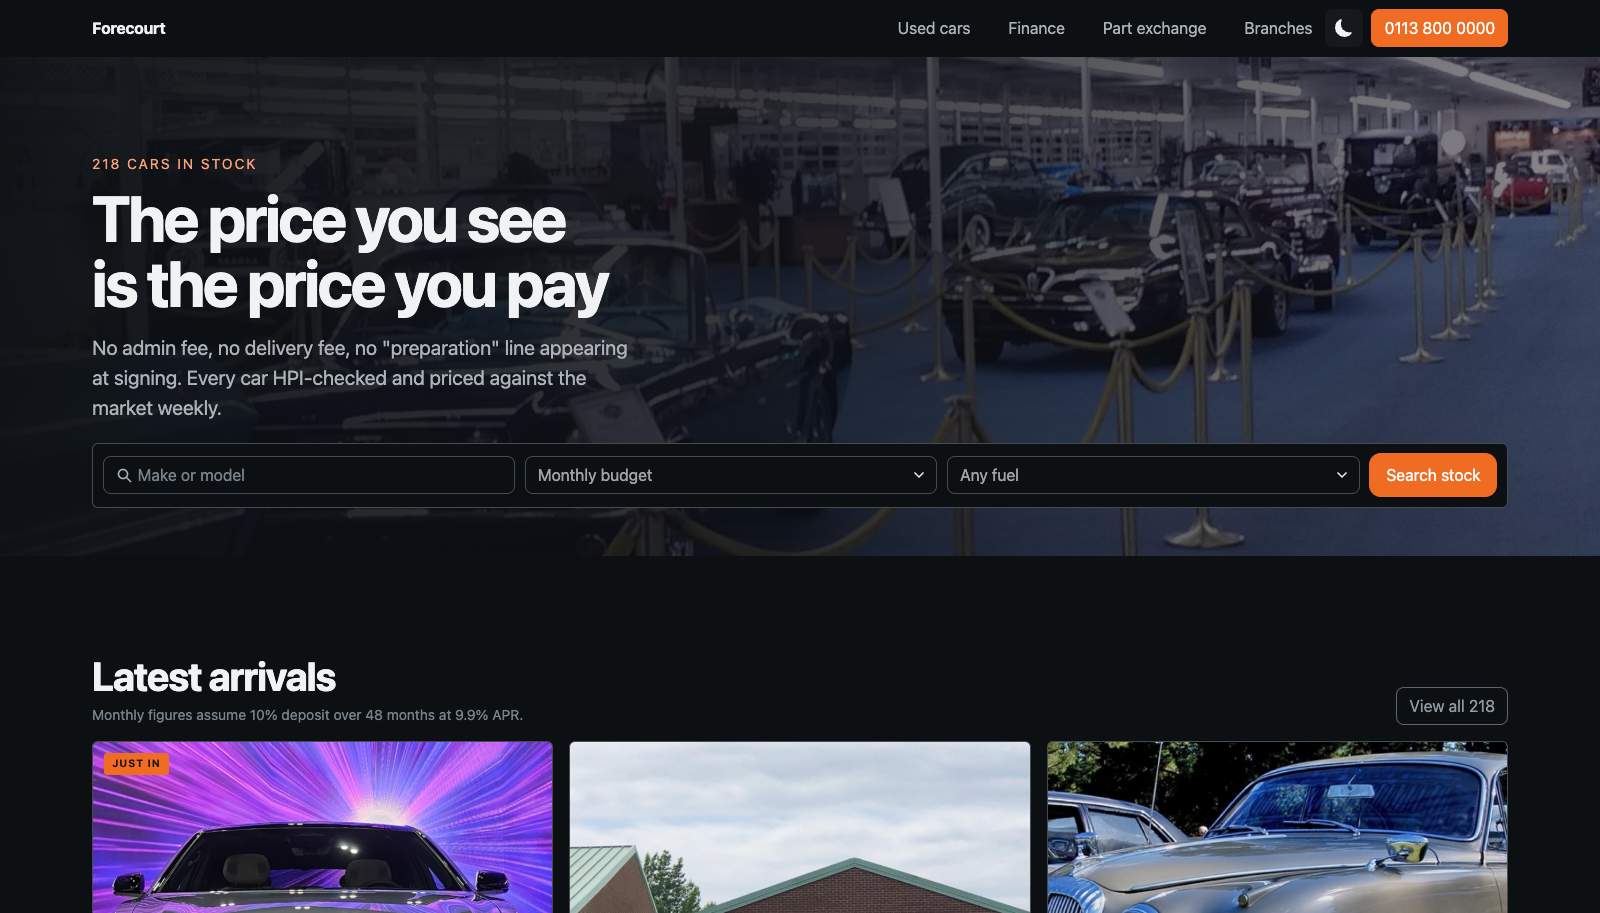 Forecourt
Used cars
Finance
Part exchange
Branches
0113 800 0000
218 CARS IN STOCK
The price you see
is the price you pay
No admin fee, no delivery fee, no "preparation" line appearing
at signing. Every car HPI-checked and priced against the
market weekly.
Make or model
Monthly budget
Any fuel
Search stock
Latest arrivals
Monthly figures assume 10% deposit over 48 months at 9.9% APR.
View all 218
JUST IN